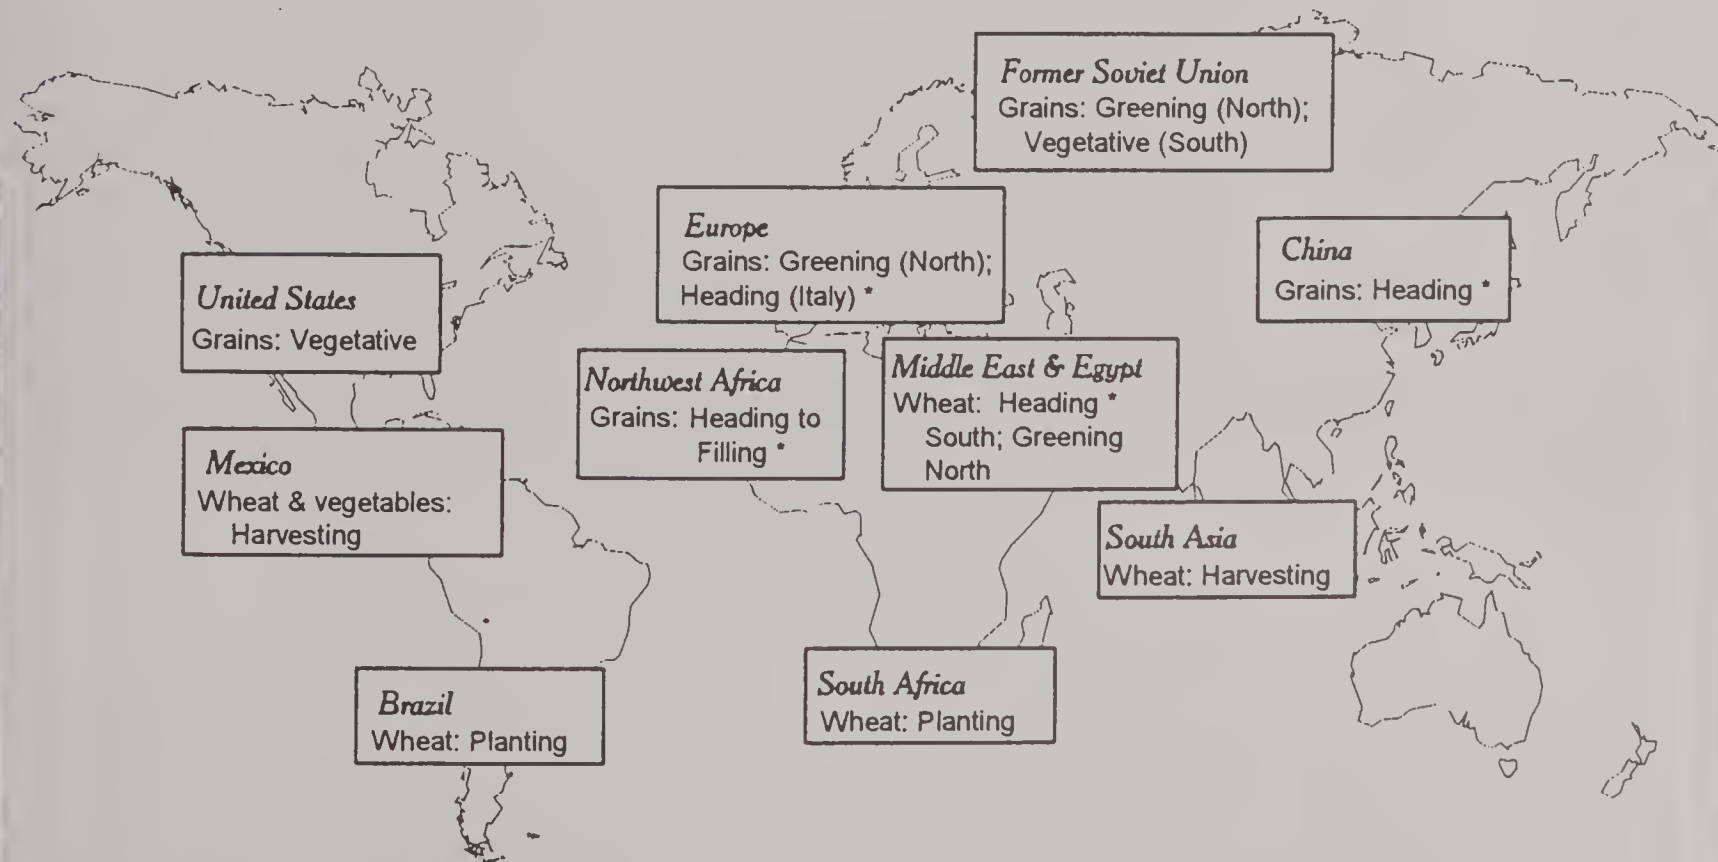 Former Soviet Union
Grains: Greening (North);
Vegetative (South)
Europe
Grains: Greening (North);
Heading (Italy) *
China
Grains: Heading *
United States
Grains: Vegetative
Northwest Africa
Grains: Heading to
Filling *
Middle East & Egypt
Wheat: Heading *
South; Greening
North
Mexico
Wheat & vegetables:
Harvesting
South Asia
Wheat: Harvesting
Brazil
Wheat: Planting
South Africa
Wheat: Planting